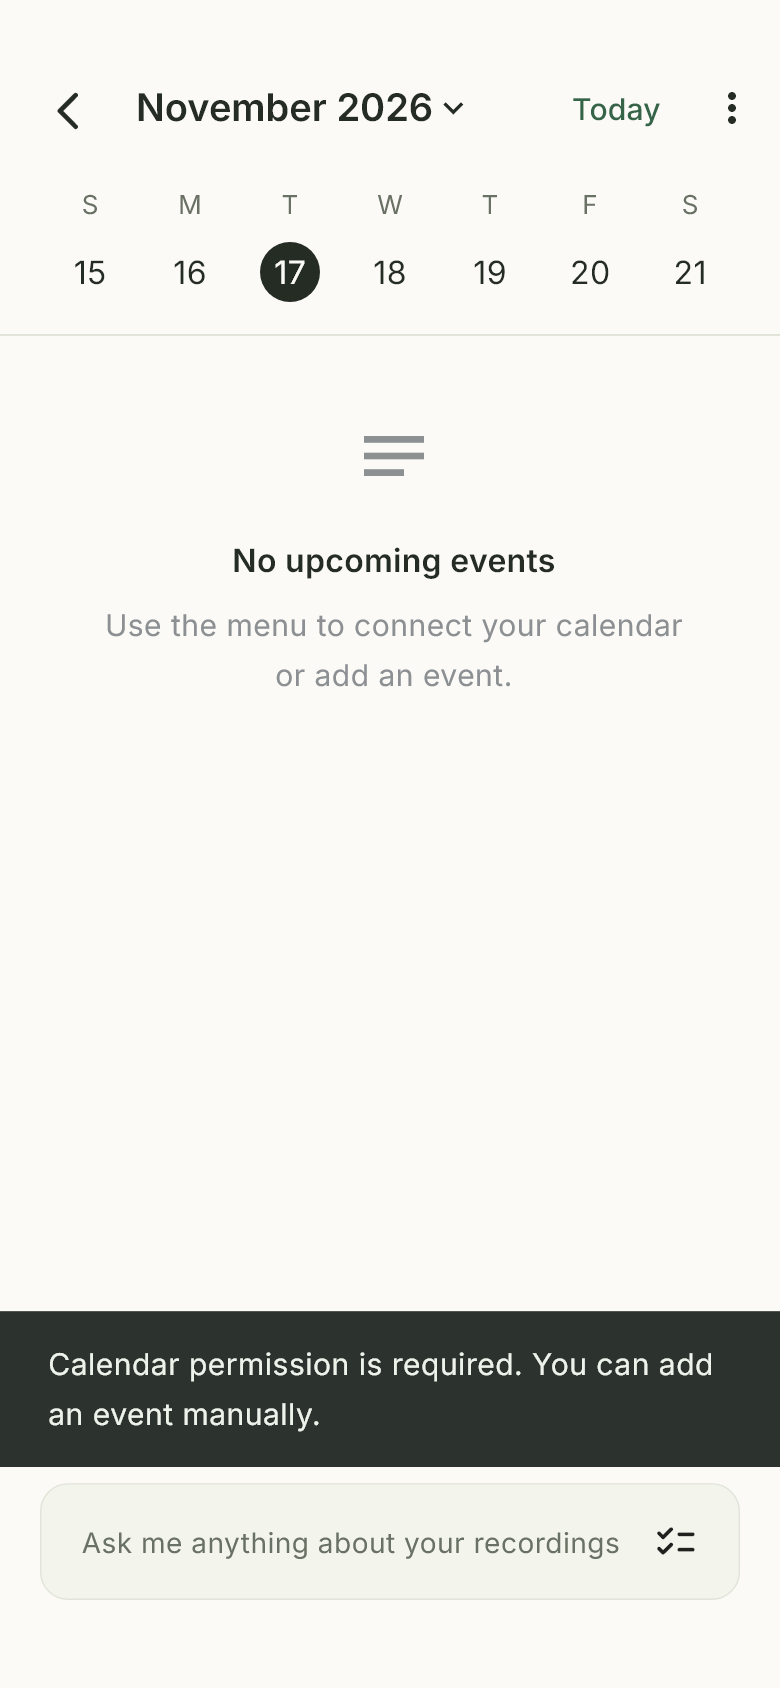 November 2026
Today
S M T W T F S
15 16 17 18 19 20 21
No upcoming events
Use the menu to connect your calendar
or add an event.
Calendar permission is required. You can add
an event manually.
Ask me anything about your recordings